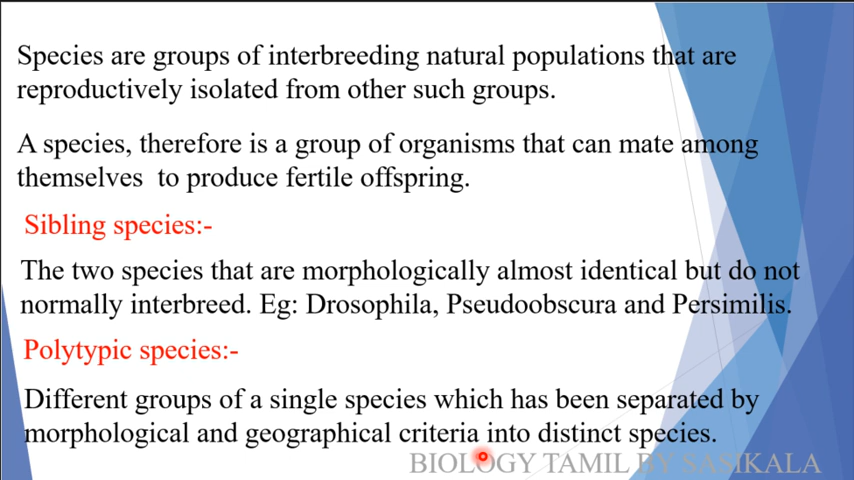 Species are groups of interbreeding natural populations that are
reproductively isolated from other such groups.
A species, therefore is a group of organisms that can mate among
themselves to produce fertile offspring.
Sibling species:-
The two species that are morphologically almost identical but do not
normally interbreed. Eg: Drosophila, Pseudoobscura and Persimilis.
Polytypic species:-
Different groups of a single species which has been separated by
morphological and geographical criteria into distinct species.
BIOLOGY TAMIL BY SASIKALA